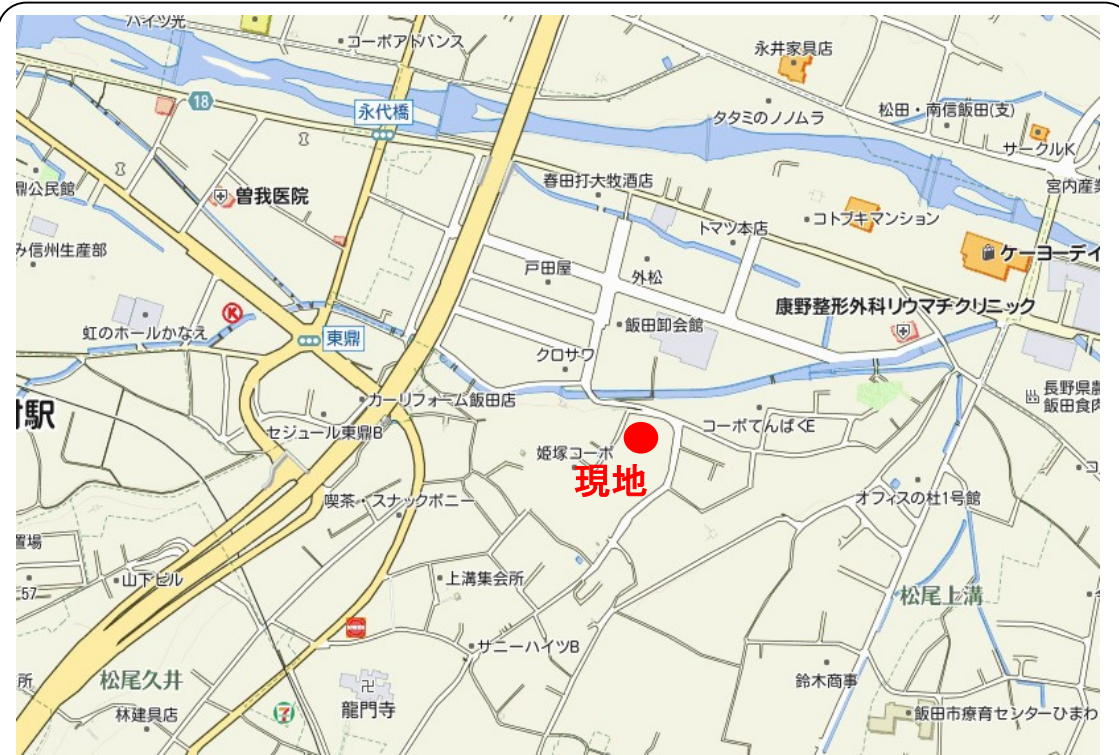 ハイツ光
コーポアドバンス
永井家具店
18
永代橋
タタミのノノムラ
松田・南信飯田(支)
サークルK
鼎公民館
曽我医院
春田打大牧酒店
宮内産業
トマツ本店
コトブキマンション
み信州生産部
戸田屋
外松
ケーヨーデイ
康野整形外科リウマチクリニック
K
虹のホールかなえ
東鼎
飯田卸会館
クロサワ
長野県農
飯田食肉
カーリフォーム飯田店
村駅
セジュール東鼎B
コーポてんぱくE
姫塚コーポ
現地
喫茶・スナックポニー
オフィスの杜1号館
置場
57
山下ビル
上溝集会所
松尾上溝
サニーハイツB
所
松尾久井
鈴木商事
林建具店
龍門寺
7
飯田市療育センターひまわ